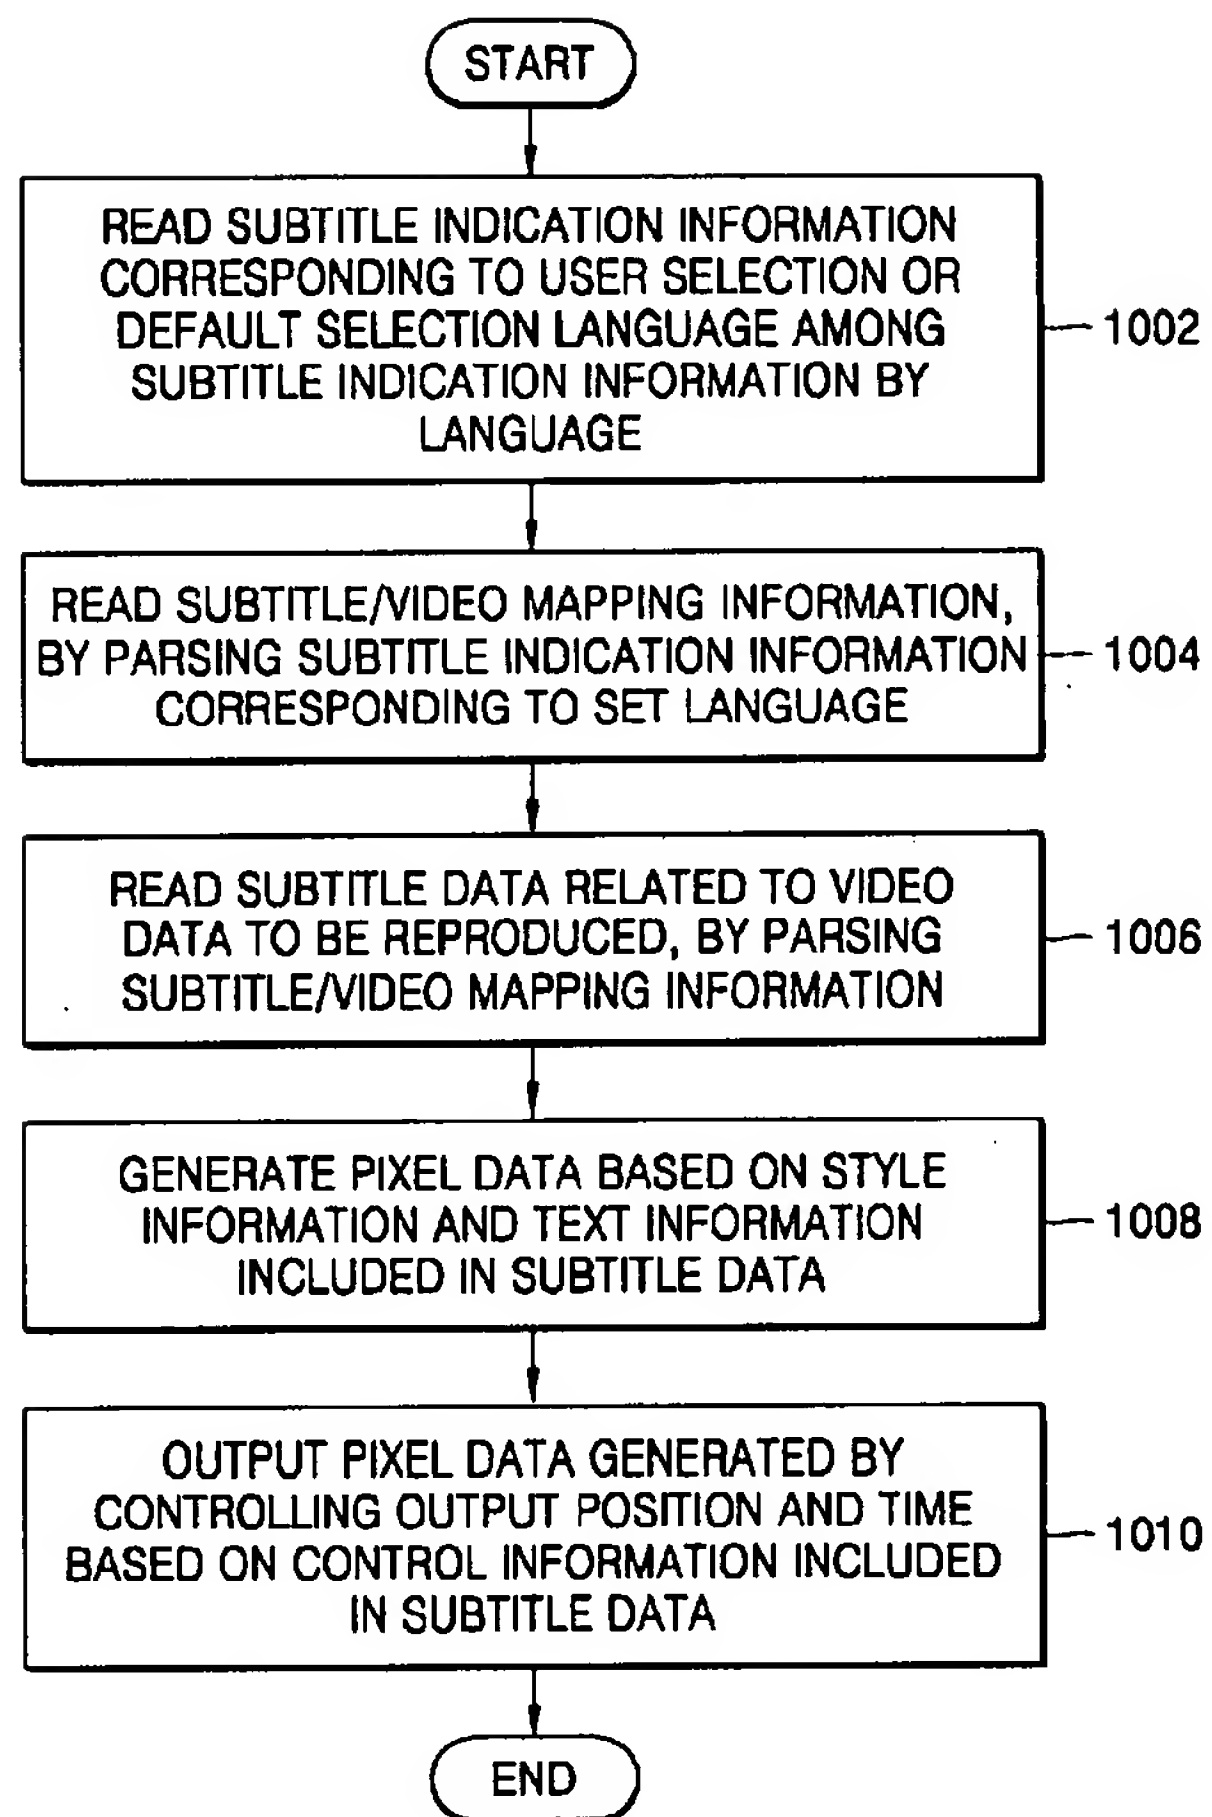 START
READ SUBTITLE INDICATION INFORMATION
CORRESPONDING TO USER SELECTION OR
DEFAULT SELECTION LANGUAGE AMONG
SUBTITLE INDICATION INFORMATION BY
LANGUAGE
1002
READ SUBTITLE/VIDEO MAPPING INFORMATION,
BY PARSING SUBTITLE INDICATION INFORMATION
CORRESPONDING TO SET LANGUAGE
1004
READ SUBTITLE DATA RELATED TO VIDEO
DATA TO BE REPRODUCED, BY PARSING
SUBTITLE/VIDEO MAPPING INFORMATION
1006
GENERATE PIXEL DATA BASED ON STYLE
INFORMATION AND TEXT INFORMATION
INCLUDED IN SUBTITLE DATA
1008
OUTPUT PIXEL DATA GENERATED BY
CONTROLLING OUTPUT POSITION AND TIME
BASED ON CONTROL INFORMATION INCLUDED
IN SUBTITLE DATA
1010
END